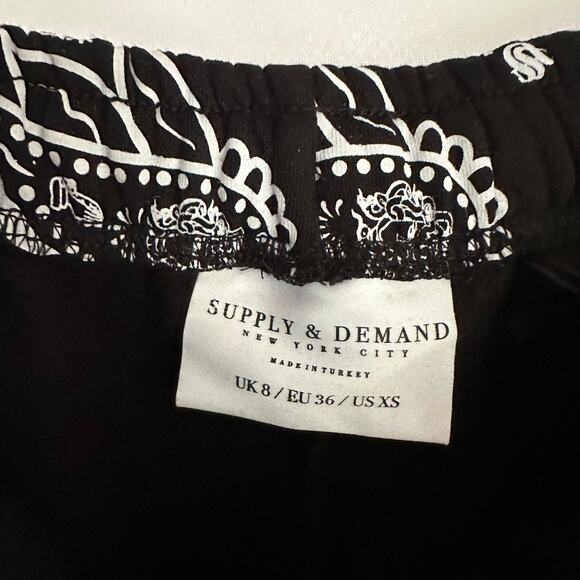 SUPPLY & DEMAND
NEW YORK CITY
MADE IN TURKEY
UK 8 / EU 36 / US XS